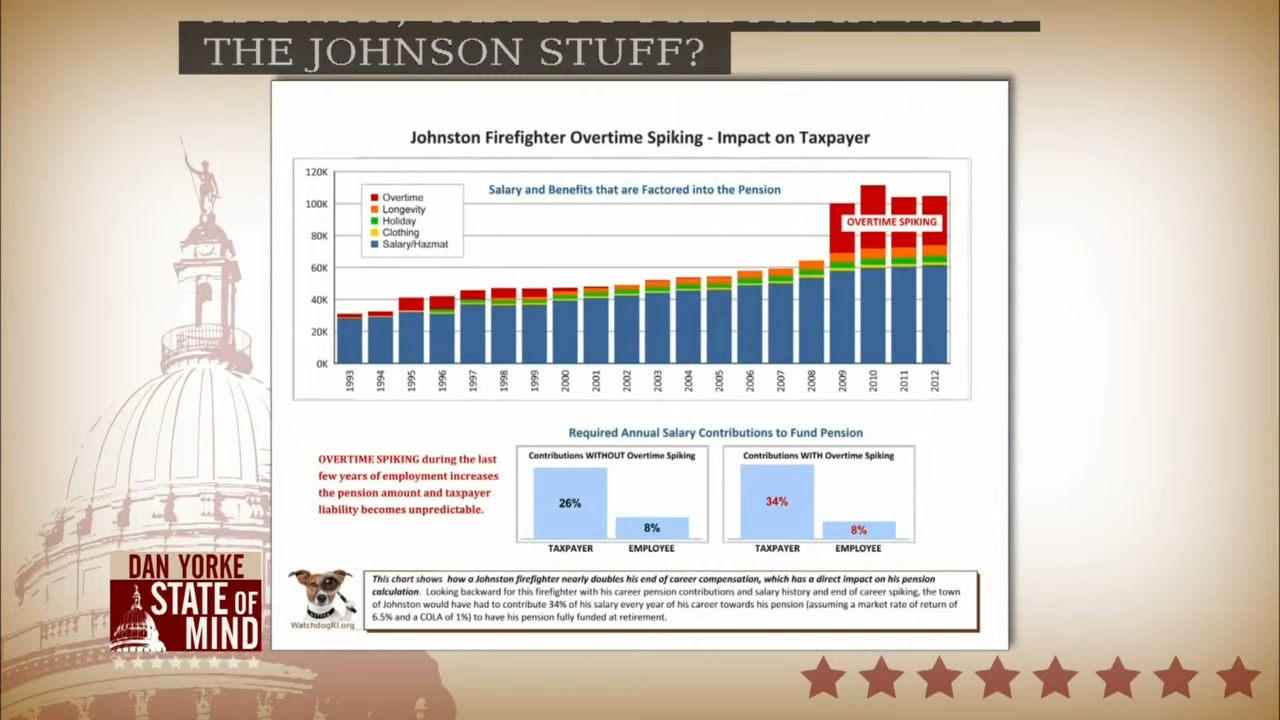 THE JOHNSON STUFF?
Johnston Firefighter Overtime Spiking - Impact on Taxpayer
Salary and Benefits that are Factored into the Pension
120K
100K
80K
60K
40K
20K
0K
Overtime
Longevity
Holiday
Clothing
Salary/Hazmat
OVERTIME SPIKING
1993 1994 1995 1996 1997 1998 1999 2000 2001 2002 2003 2004 2005 2006 2007 2008 2009 2010 2011 2012
Required Annual Salary Contributions to Fund Pension
OVERTIME SPIKING during the last
few years of employment increases
the pension amount and taxpayer
liability becomes unpredictable.
Contributions WITHOUT Overtime Spiking
26%
8%
TAXPAYER EMPLOYEE
Contributions WITH Overtime Spiking
34%
8%
TAXPAYER EMPLOYEE
This chart shows how a Johnston firefighter nearly doubles his end of career compensation, which has a direct impact on his pension
calculation. Looking backward for this firefighter with his career pension contributions and salary history and end of career spiking, the town
of Johnston would have had to contribute 34% of his salary every year of his career towards his pension (assuming a market rate of return of
6.5% and a COLA of 1%) to have his pension fully funded at retirement.
WatchdogRI.org
DAN YORKE
STATE OF
MIND